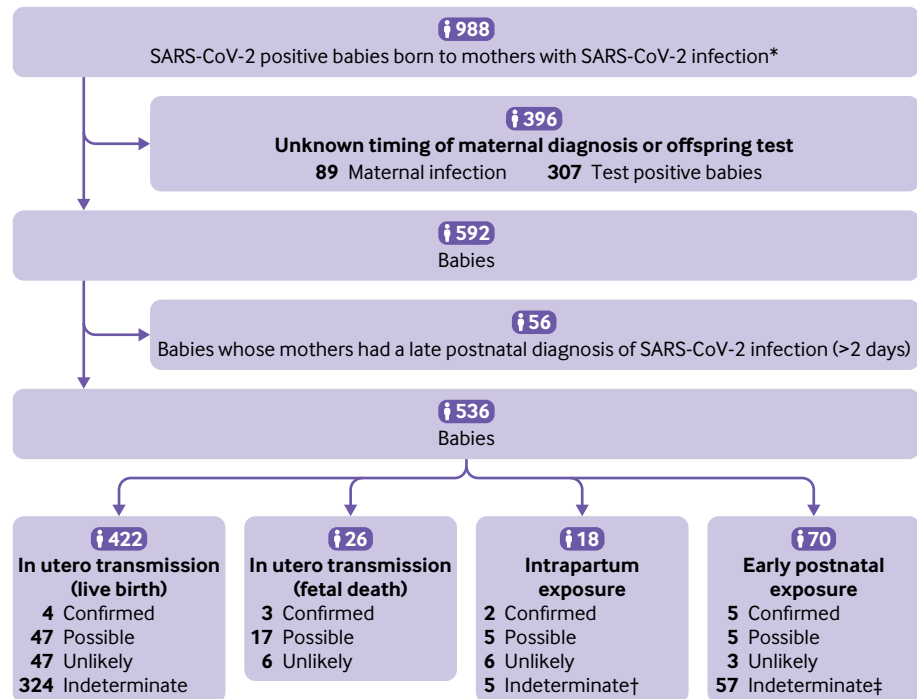 988
SARS-CoV-2 positive babies born to mothers with SARS-CoV-2 infection*
396
Unknown timing of maternal diagnosis or offspring test
89 Maternal infection 307 Test positive babies
592
Babies
56
Babies whose mothers had a late postnatal diagnosis of SARS-CoV-2 infection (>2 days)
536
Babies
422
In utero transmission
(live birth)
4 Confirmed
47 Possible
47 Unlikely
324 Indeterminate
26
In utero transmission
(fetal death)
3 Confirmed
17 Possible
6 Unlikely
18
Intrapartum
exposure
2 Confirmed
5 Possible
6 Unlikely
5 Indeterminate†
70
Early postnatal
exposure
5 Confirmed
5 Possible
3 Unlikely
57 Indeterminate‡